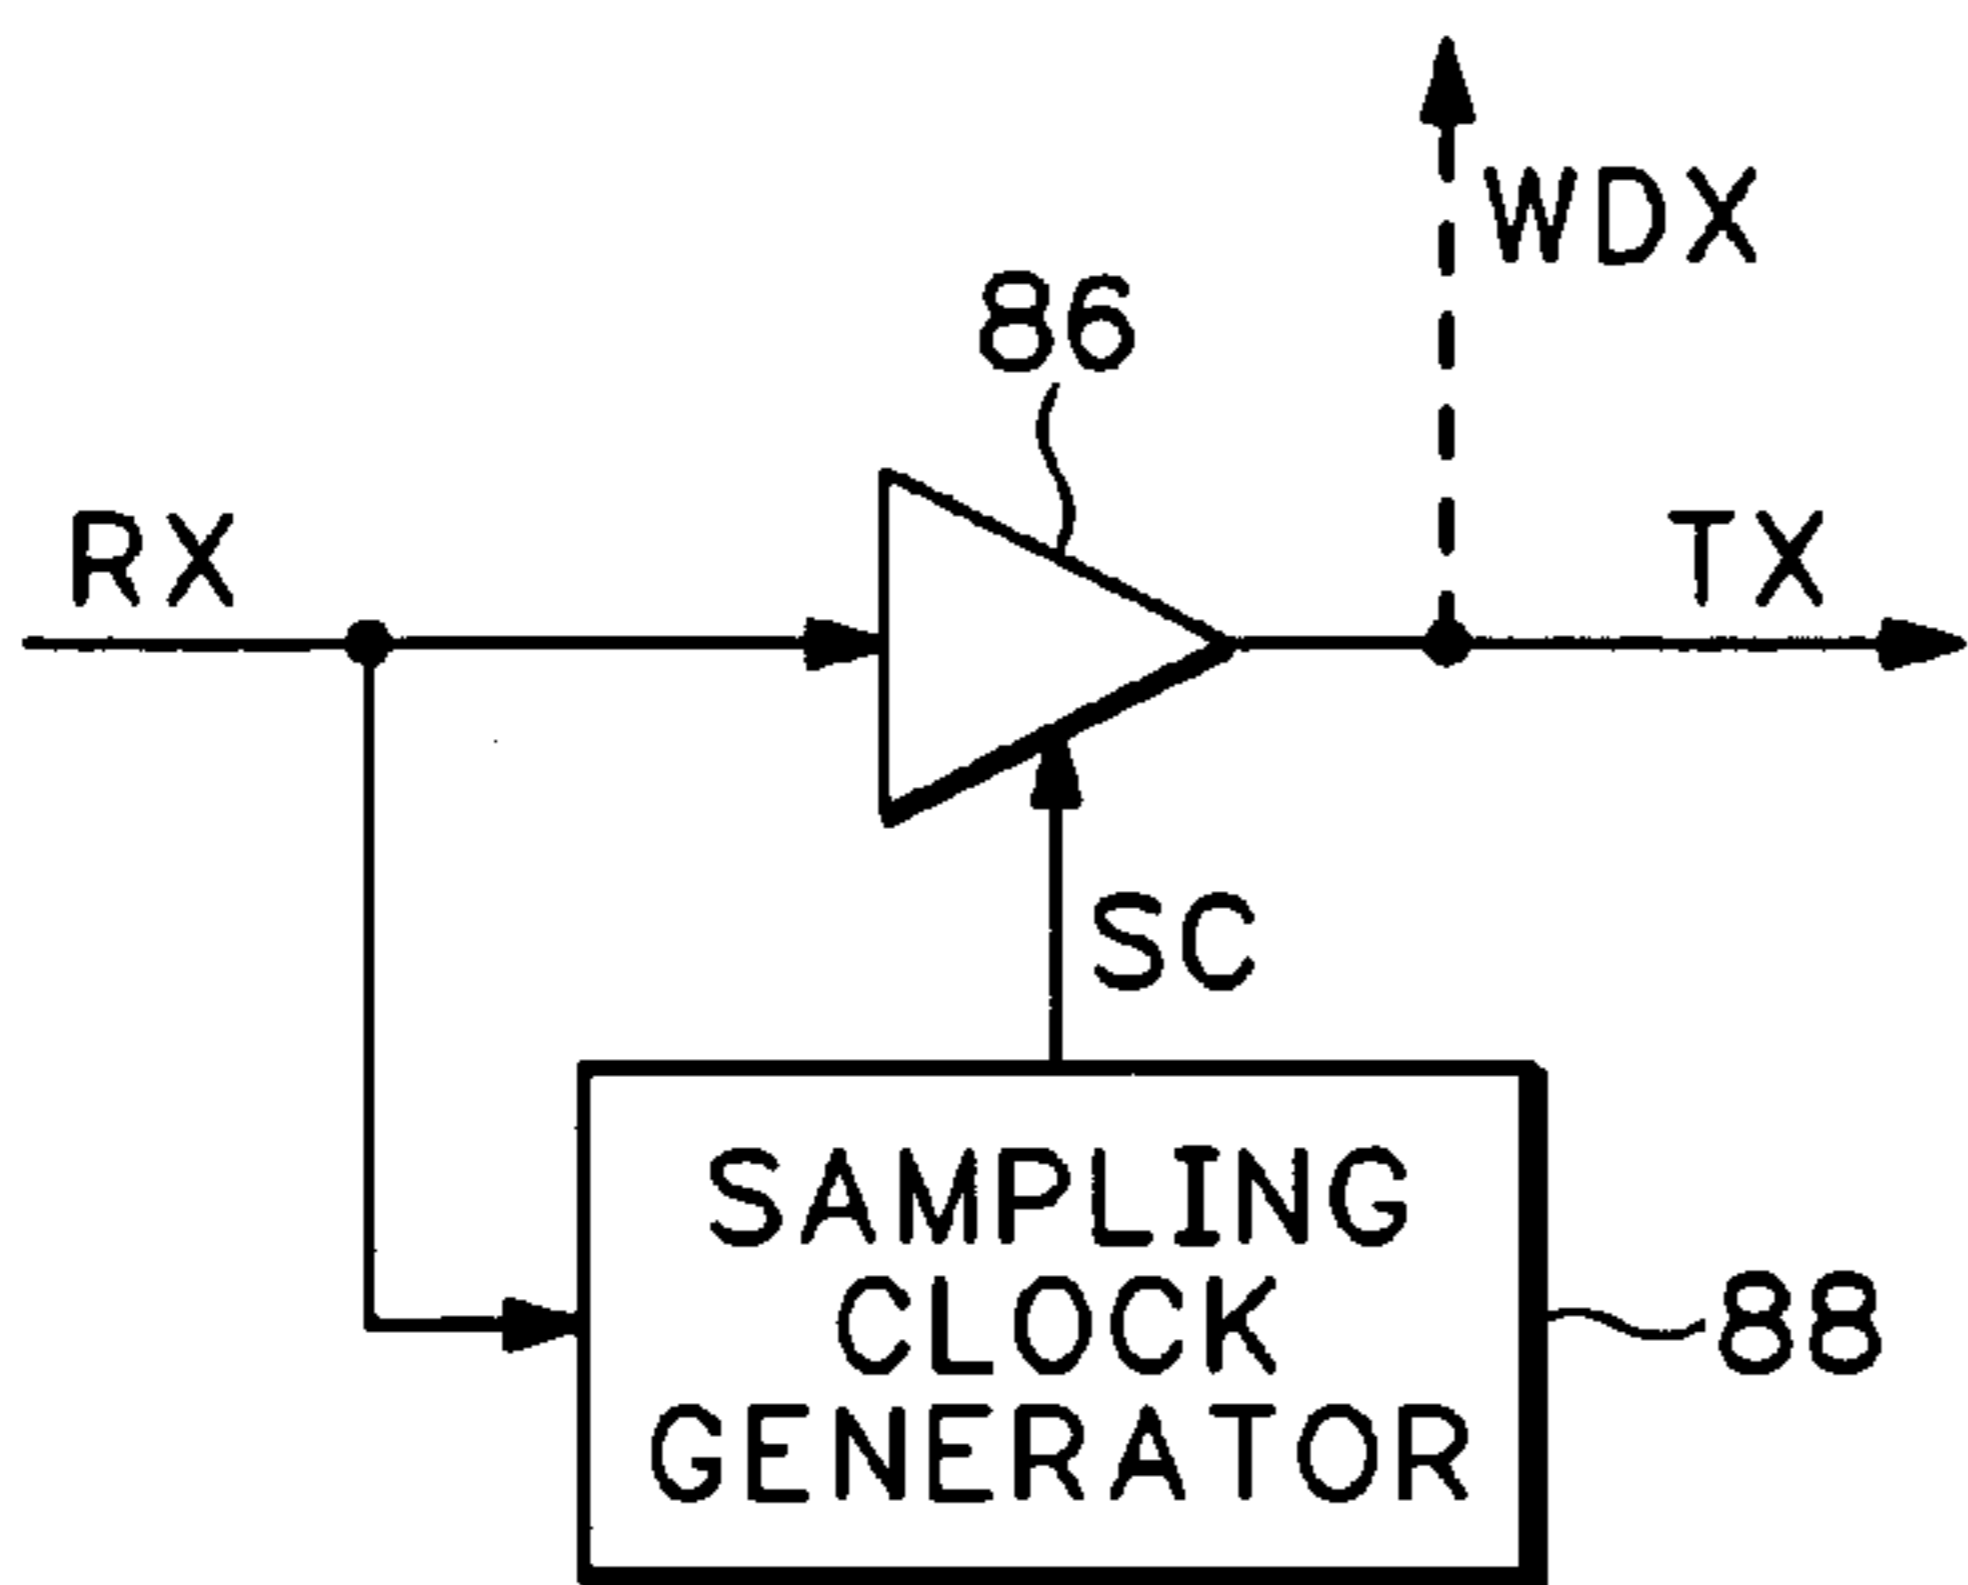 WDX
86
RX
TX
SC
SAMPLING
CLOCK
GENERATOR
88